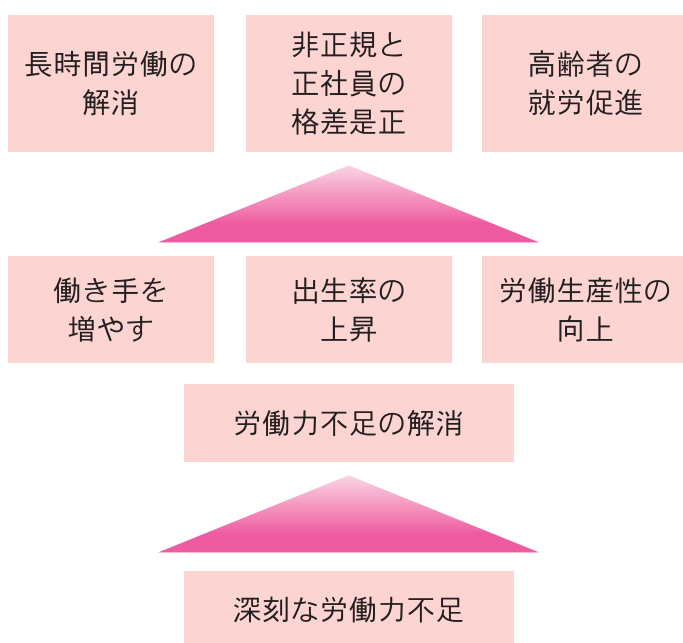 長時間労働の
解消
非正規と
正社員の
格差是正
高齢者の
就労促進
働き手を
増やす
出生率の
上昇
労働生産性の
向上
労働力不足の解消
深刻な労働力不足